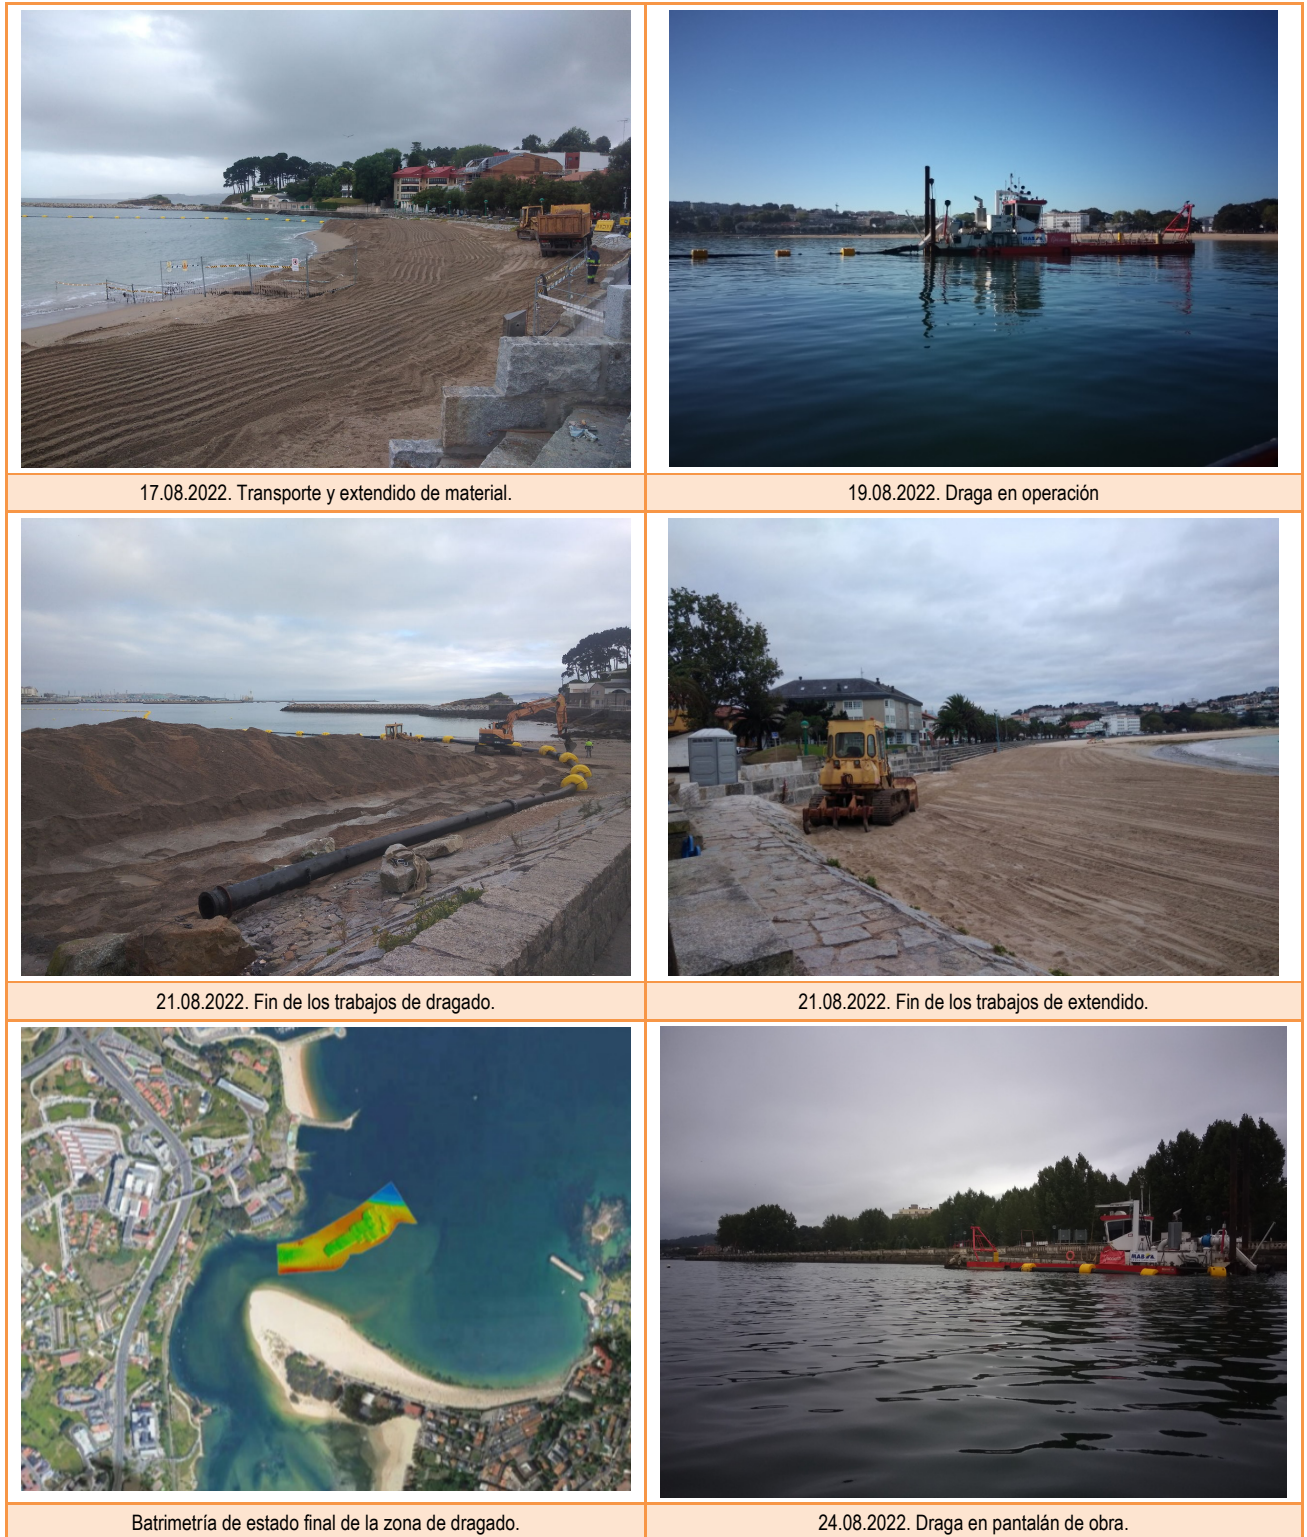 17.08.2022. Transporte y extendido de material.
19.08.2022. Draga en operación
21.08.2022. Fin de los trabajos de dragado.
21.08.2022. Fin de los trabajos de extendido.
Batrimetría de estado final de la zona de dragado.
24.08.2022. Draga en pantalán de obra.